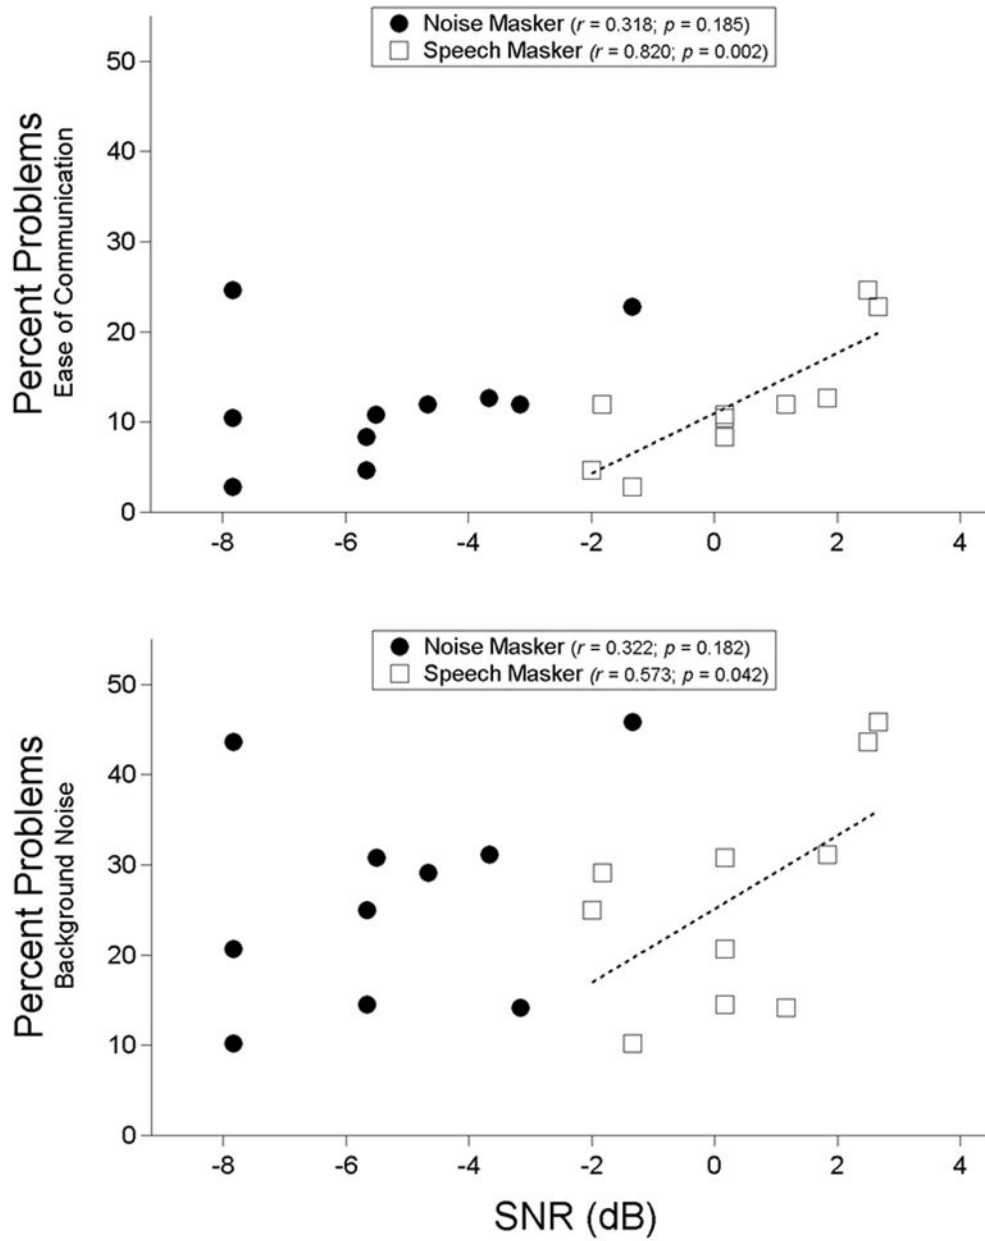 Noise Masker (r = 0.318; p = 0.185)
Speech Masker (r = 0.820; p = 0.002)
Percent Problems
Ease of Communication
50
40
30
20
10
0
-8 -6 -4 -2 0 2 4
Noise Masker (r = 0.322; p = 0.182)
Speech Masker (r = 0.573; p = 0.042)
Percent Problems
Background Noise
50
40
30
20
10
0
-8 -6 -4 -2 0 2 4
SNR (dB)